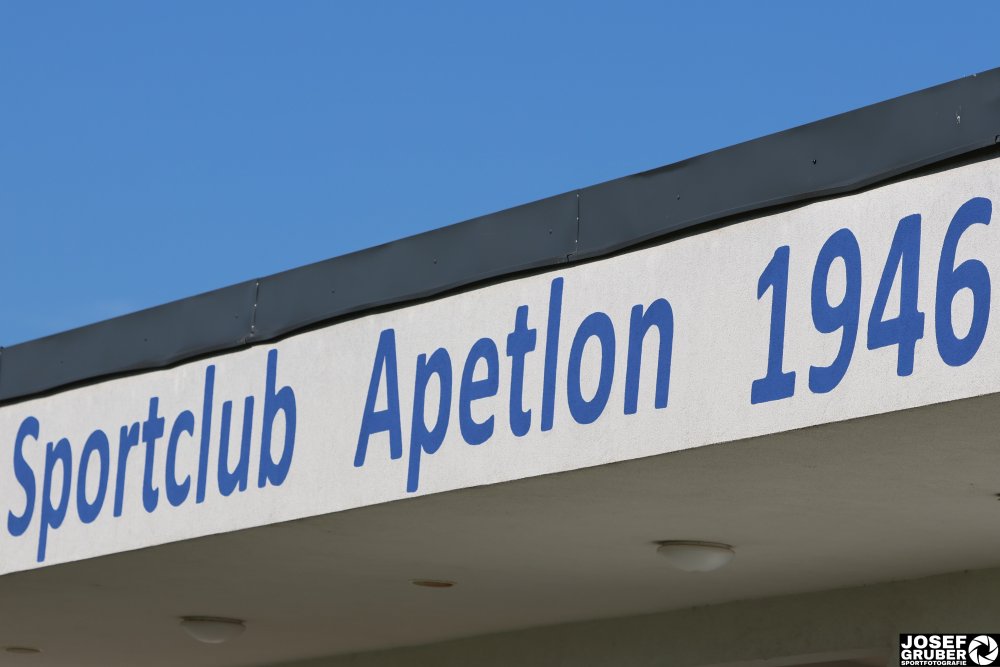 Sportclub Apetlon 1946
JOSEF
GRUBER
SPORTFOTOGRAFIE